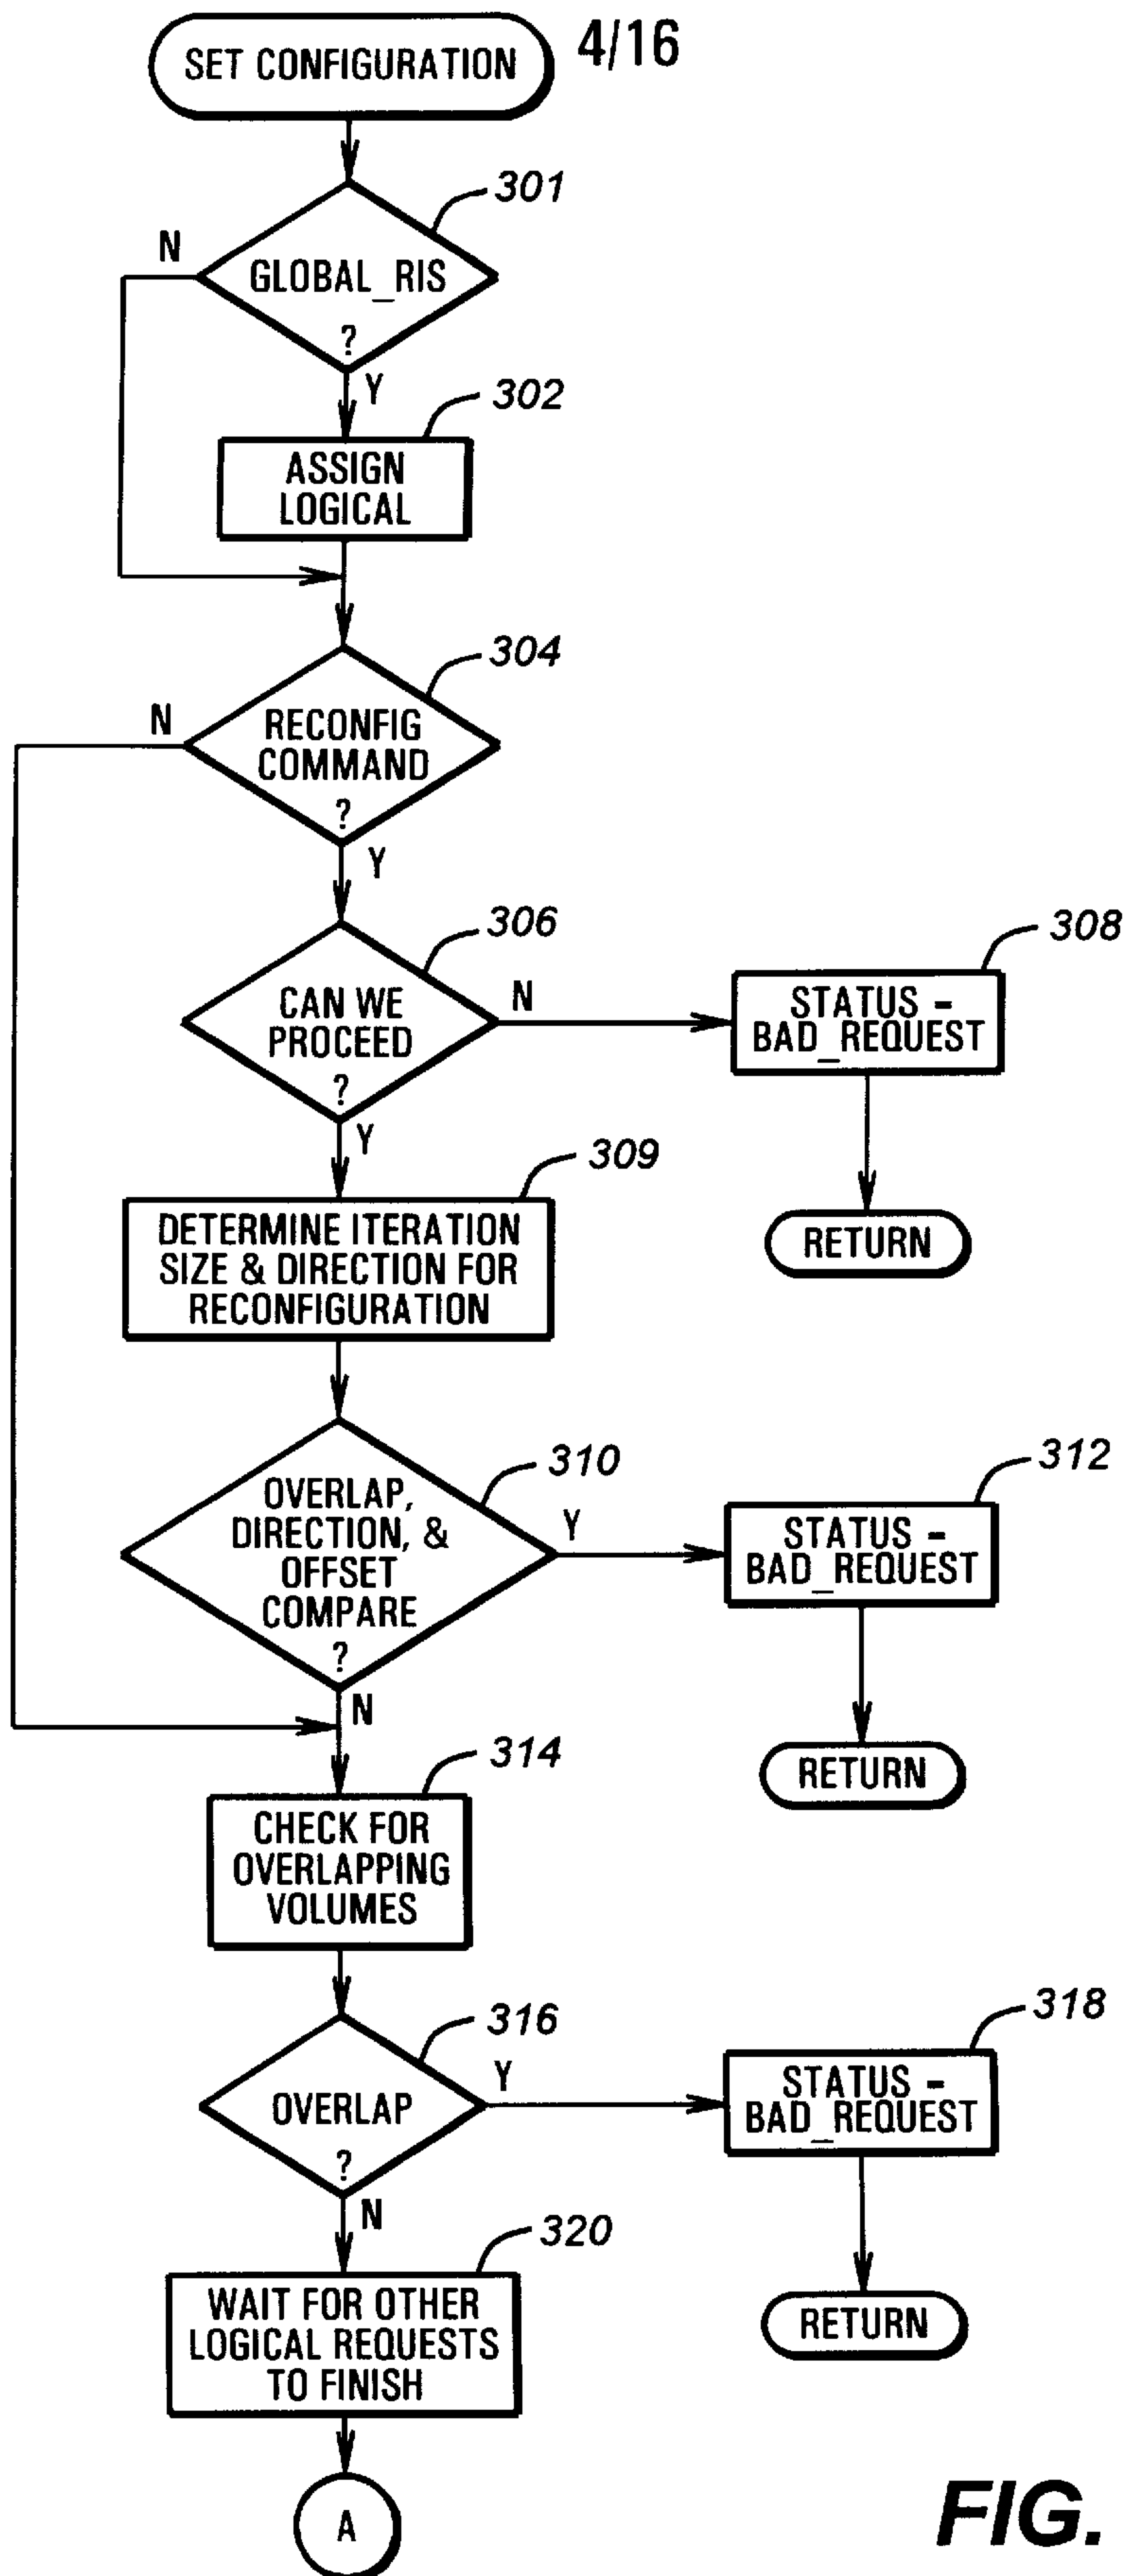 SET CONFIGURATION
4/16
301
N
GLOBAL_RIS
?
Y
302
ASSIGN
LOGICAL
304
N
RECONFIG
COMMAND
?
Y
306
308
CAN WE
PROCEED
?
N
STATUS =
BAD_REQUEST
Y
RETURN
309
DETERMINE ITERATION
SIZE & DIRECTION FOR
RECONFIGURATION
310
312
OVERLAP,
DIRECTION, &
OFFSET
COMPARE
?
Y
STATUS =
BAD_REQUEST
N
RETURN
314
CHECK FOR
OVERLAPPING
VOLUMES
316
318
OVERLAP
?
Y
STATUS =
BAD_REQUEST
N
RETURN
320
WAIT FOR OTHER
LOGICAL REQUESTS
TO FINISH
A
FIG.